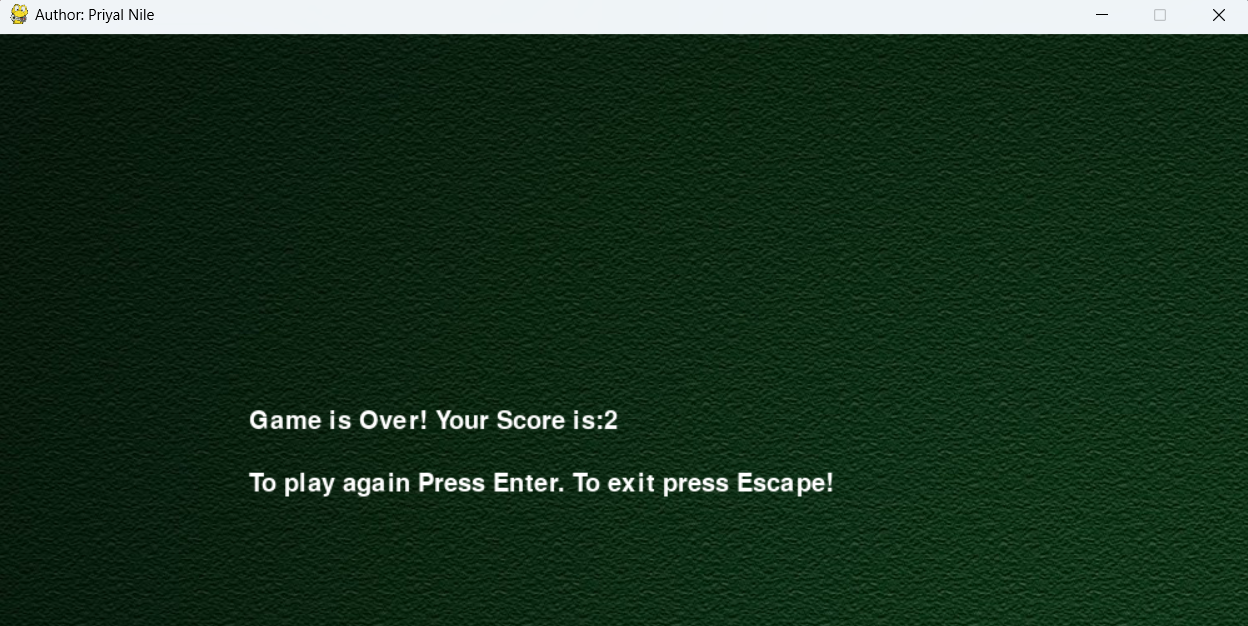 Author: Priyal Nile
Game is Over! Your Score is:2
To play again Press Enter. To exit press Escape!